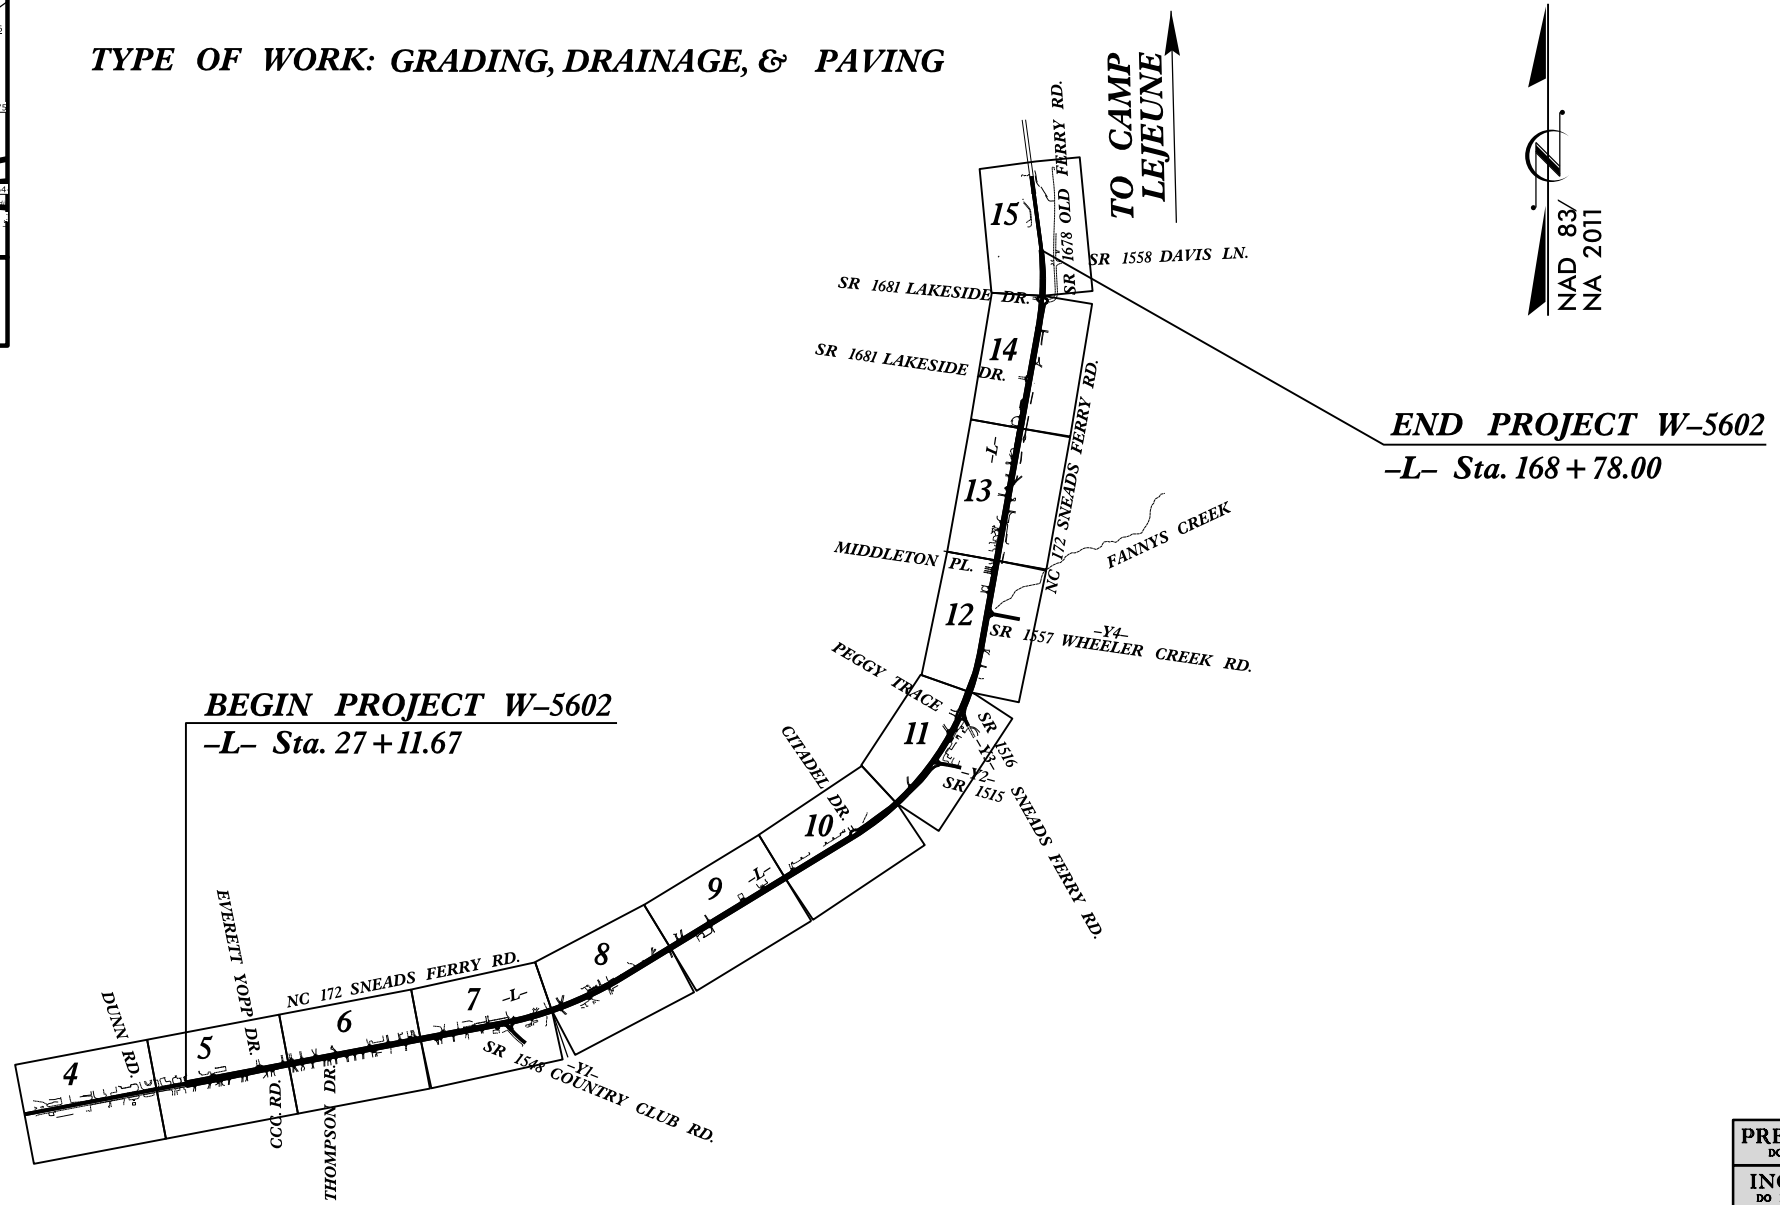 TYPE OF WORK: GRADING, DRAINAGE, & PAVING
TO CAMP
LEJEUNE
NAD 83/
NA 2011
15
SR 1678 OLD FERRY RD.
SR 1558 DAVIS LN.
SR 1681 LAKESIDE DR.
14
SR 1681 LAKESIDE DR.
END PROJECT W-5602
-L- Sta. 168+78.00
-L-
13
NC 172 SNEADS FERRY RD.
FANNYS CREEK
MIDDLETON PL.
12
-Y4-
SR 1557 WHEELER CREEK RD.
PEGGY TRACE
BEGIN PROJECT W-5602
-L- Sta. 27+11.67
11
SR 1516 SNEADS FERRY RD.
-Y3-
-Y2-
SR 1515
CITADEL DR.
10
9
-L-
8
EVERETT YOPP DR.
NC 172 SNEADS FERRY RD.
7
-L-
DUNN RD.
6
5
4
SR 1548 COUNTRY CLUB RD.
-Y1-
CCC. RD.
THOMPSON DR.